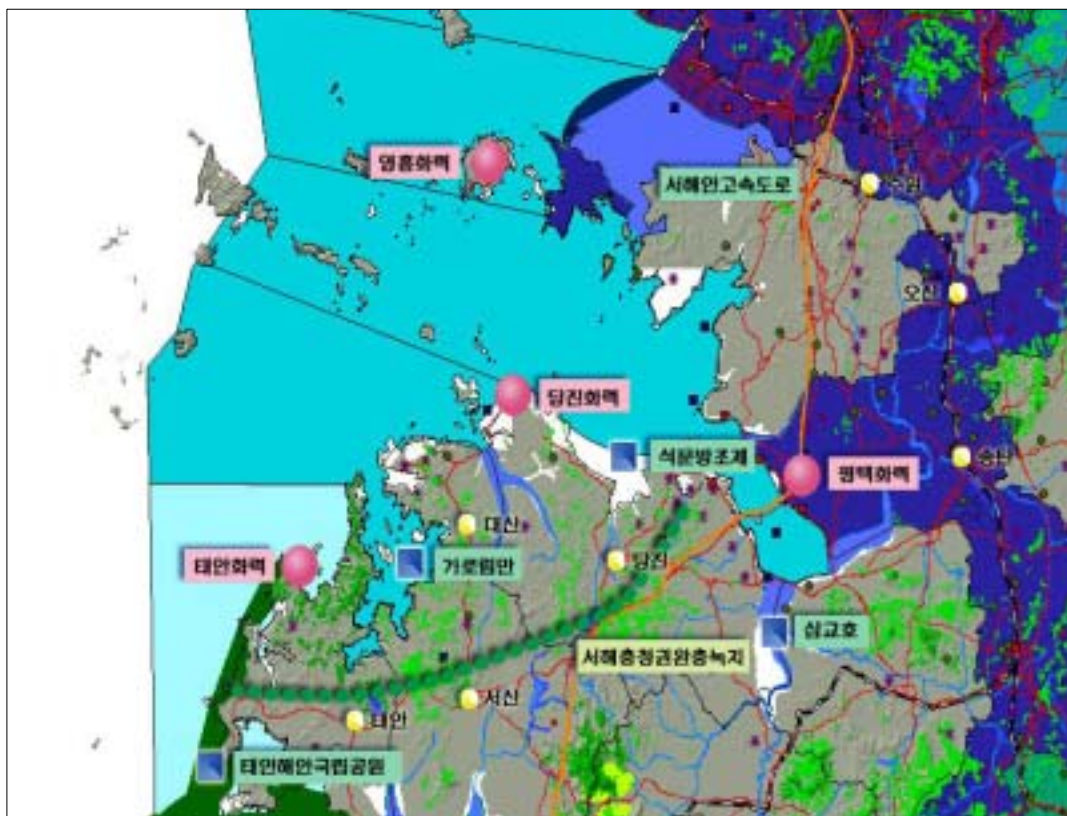 영흥화력
서해안고속도로
수원
오산
당진화력
석문방조제
평택화력
송탄
대산
태안화력
가로림만
당진
삽교호
서해충청권완충녹지
서산
태안
태안해안국립공원